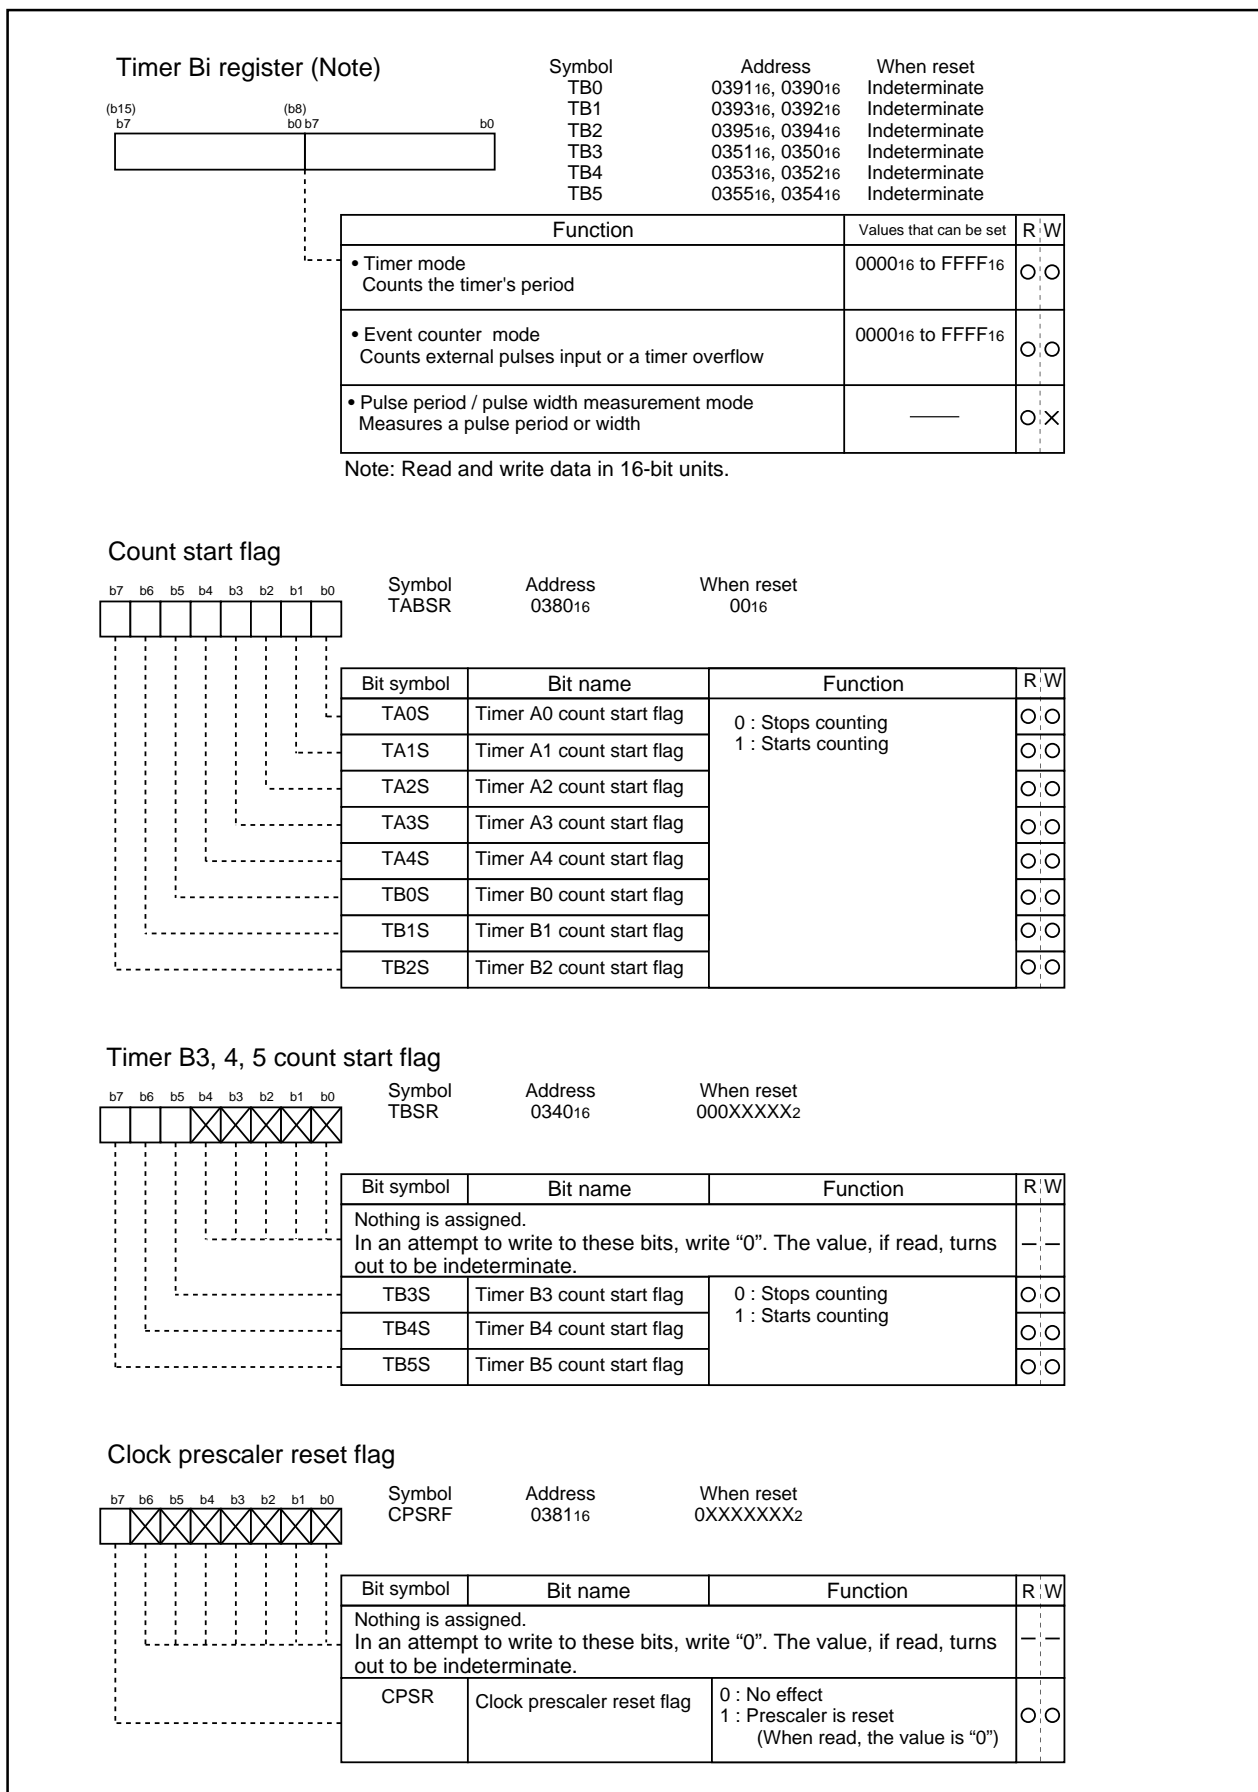 Timer Bi register (Note)
Symbol Address When reset
TB0 039116, 039016 Indeterminate
TB1 039316, 039216 Indeterminate
TB2 039516, 039416 Indeterminate
TB3 035116, 035016 Indeterminate
TB4 035316, 035216 Indeterminate
TB5 035516, 035416 Indeterminate
(b15) (b8)
b7 b0 b7 b0
Function Values that can be set R W
• Timer mode 000016 to FFFF16
Counts the timer's period
• Event counter mode 000016 to FFFF16
Counts external pulses input or a timer overflow
• Pulse period / pulse width measurement mode
Measures a pulse period or width
Note: Read and write data in 16-bit units.
Count start flag
b7 b6 b5 b4 b3 b2 b1 b0
Symbol Address When reset
TABSR 038016 0016
Bit symbol Bit name Function R W
TA0S Timer A0 count start flag 0 : Stops counting
TA1S Timer A1 count start flag 1 : Starts counting
TA2S Timer A2 count start flag
TA3S Timer A3 count start flag
TA4S Timer A4 count start flag
TB0S Timer B0 count start flag
TB1S Timer B1 count start flag
TB2S Timer B2 count start flag
Timer B3, 4, 5 count start flag
b7 b6 b5 b4 b3 b2 b1 b0
Symbol Address When reset
TBSR 034016 000XXXXX2
Bit symbol Bit name Function R W
Nothing is assigned.
In an attempt to write to these bits, write “0”. The value, if read, turns
out to be indeterminate.
TB3S Timer B3 count start flag 0 : Stops counting
TB4S Timer B4 count start flag 1 : Starts counting
TB5S Timer B5 count start flag
Clock prescaler reset flag
b7 b6 b5 b4 b3 b2 b1 b0
Symbol Address When reset
CPSRF 038116 0XXXXXXX2
Bit symbol Bit name Function R W
Nothing is assigned.
In an attempt to write to these bits, write “0”. The value, if read, turns
out to be indeterminate.
CPSR Clock prescaler reset flag 0 : No effect
1 : Prescaler is reset
(When read, the value is “0”)